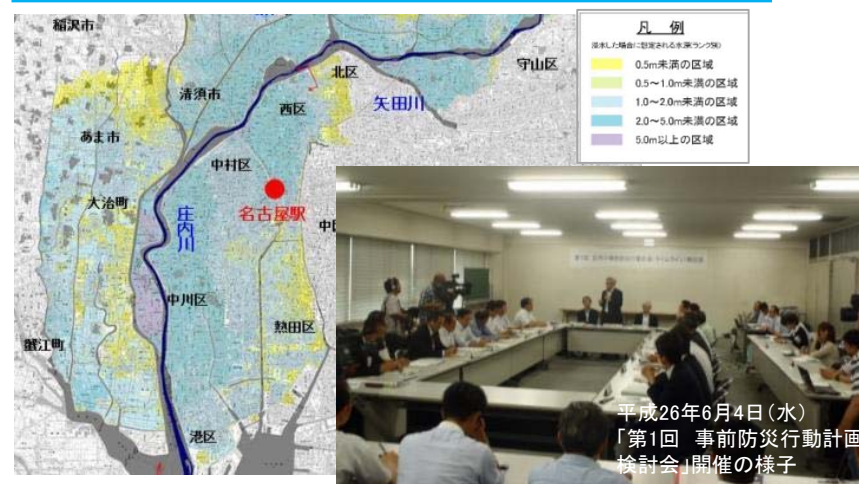 稲沢市
北区
守山区
清須市
西区
矢田川
あま市
中村区
大治町
名古屋駅
庄内川
中川区
熱田区
蟹江町
港区
凡 例
浸水した場合に想定される水深(ランク別)
0.5m未満の区域
0.5~1.0m未満の区域
1.0~2.0m未満の区域
2.0~5.0m未満の区域
5.0m以上の区域
平成26年6月4日(水)
「第1回 事前防災行動計画
検討会」開催の様子